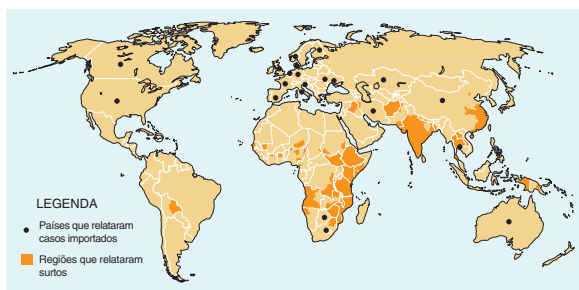 LEGENDA
Países que relataram
casos importados
Regiões que relataram
surtos